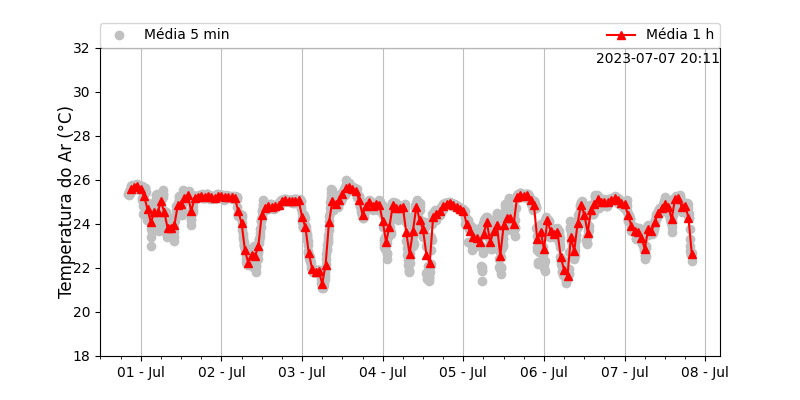 Média 5 min
Média 1 h
2023-07-07 20:11
Temperatura do Ar (°C)
32
30
28
26
24
22
20
18
01 - Jul
02 - Jul
03 - Jul
04 - Jul
05 - Jul
06 - Jul
07 - Jul
08 - Jul